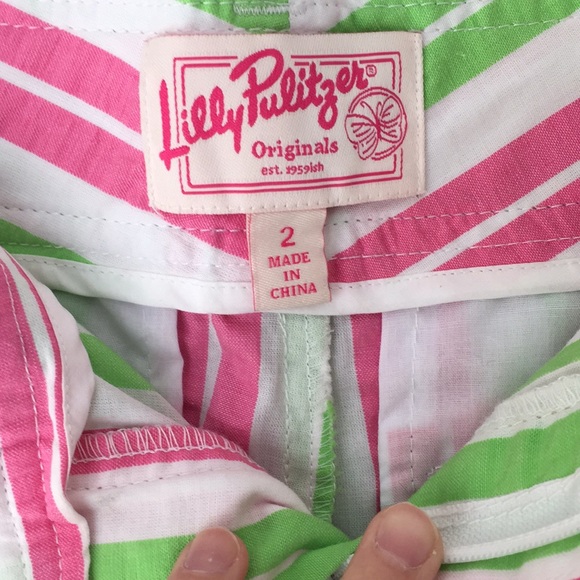 Lilly Pulitzer®
Originals
est. 1959ish
2
MADE
IN
CHINA